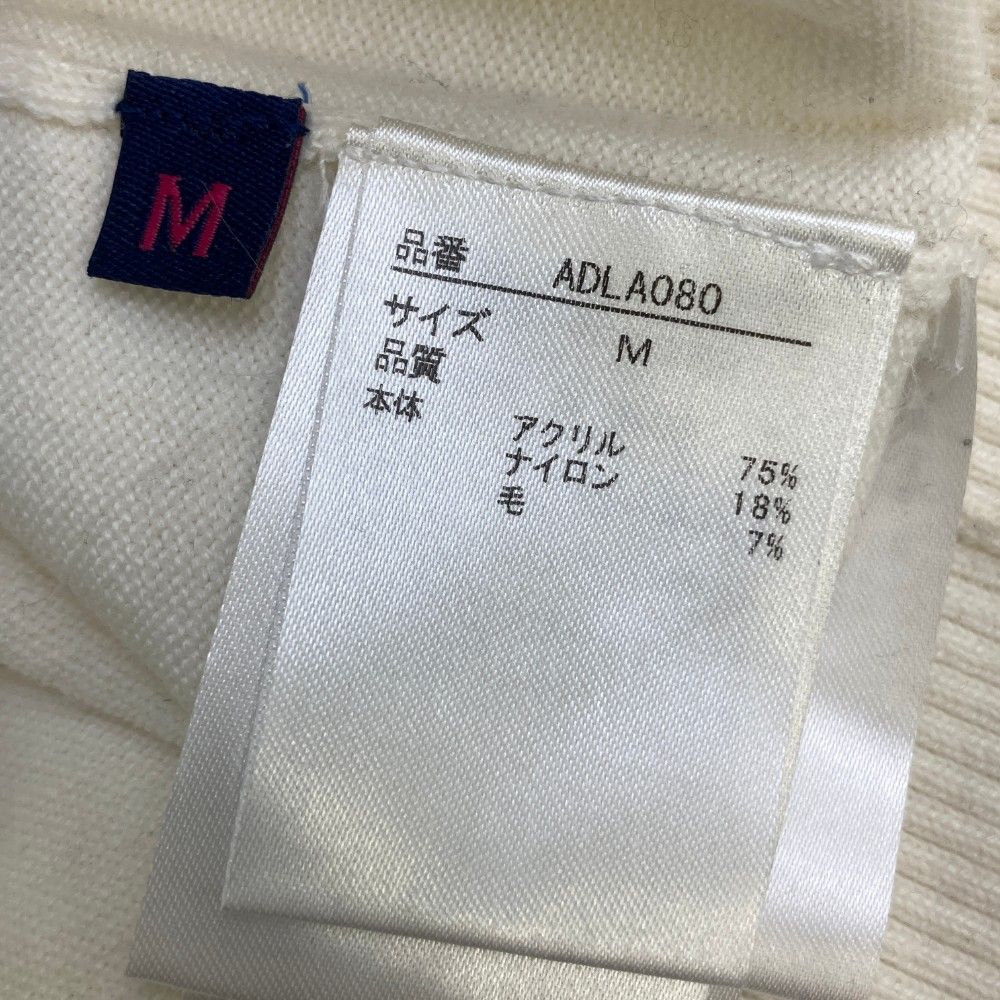 M
品番 ADLA080
サイズ M
品質
本体
アクリル 75%
ナイロン 18%
毛 7%